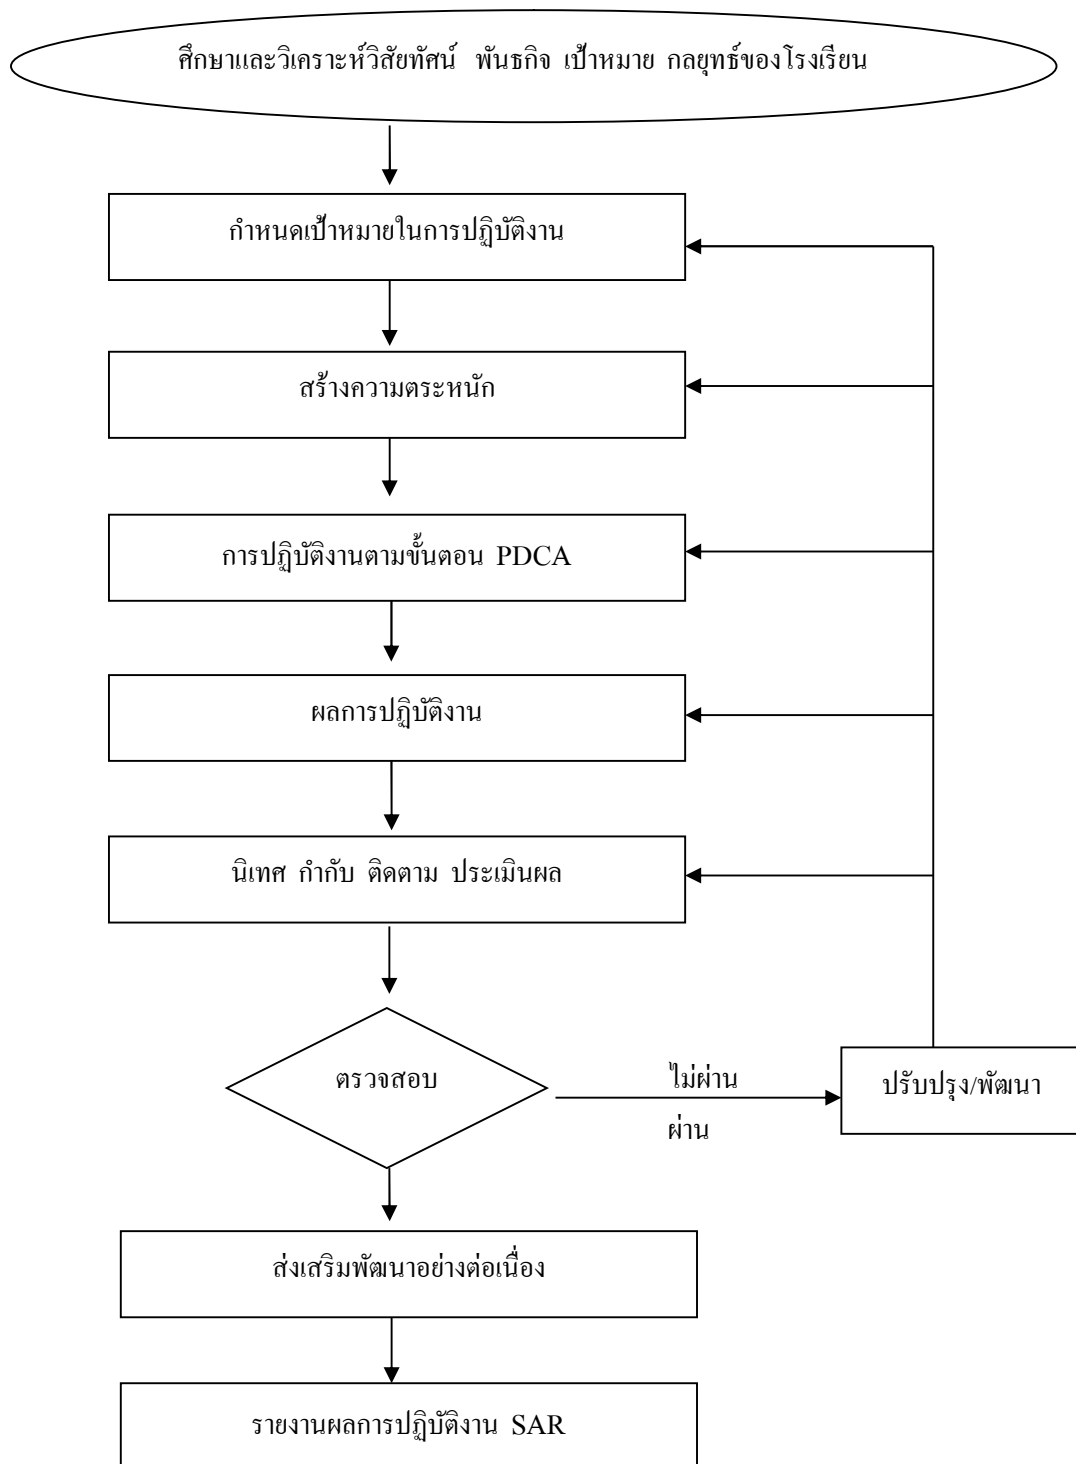 ศึกษาและวิเคราะห์วิสัยทัศน์ พันธกิจ เป้าหมาย กลยุทธ์ของโรงเรียน
กำหนดเป้าหมายในการปฏิบัติงาน
สร้างความตระหนัก
การปฏิบัติงานตามขั้นตอน PDCA
ผลการปฏิบัติงาน
นิเทศ กำกับ ติดตาม ประเมินผล
ตรวจสอบ
ไม่ผ่าน
ปรับปรุง/พัฒนา
ผ่าน
ส่งเสริมพัฒนาอย่างต่อเนื่อง
รายงานผลการปฏิบัติงาน SAR